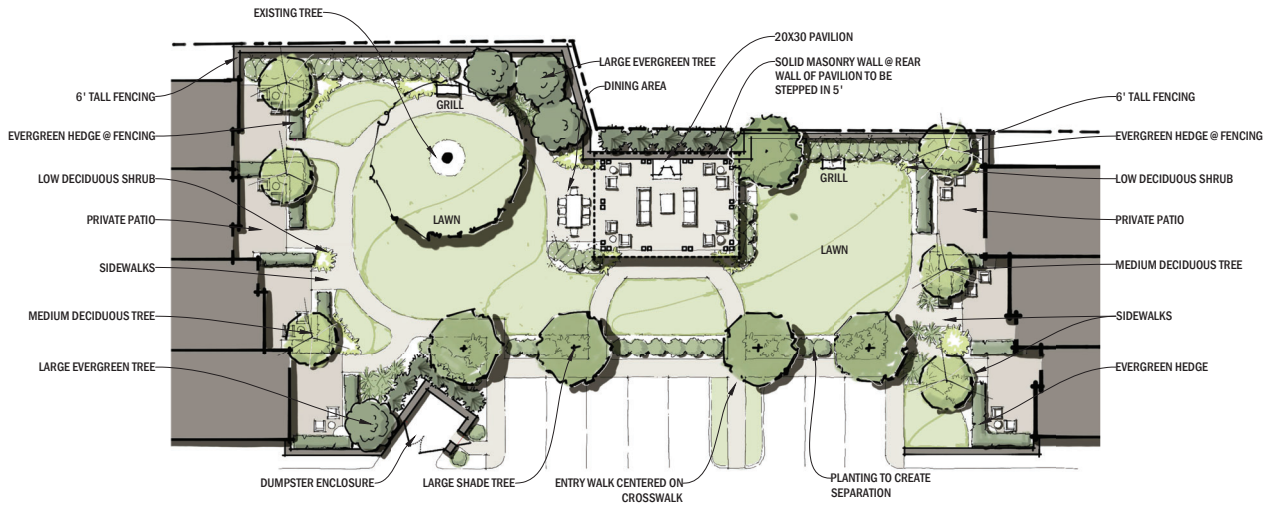 EXISTING TREE
20X30 PAVILION
LARGE EVERGREEN TREE
SOLID MASONRY WALL @ REAR
WALL OF PAVILION TO BE
STEPPED IN 5'
DINING AREA
6' TALL FENCING
GRILL
6' TALL FENCING
EVERGREEN HEDGE @ FENCING
EVERGREEN HEDGE @ FENCING
LOW DECIDUOUS SHRUB
GRILL
LOW DECIDUOUS SHRUB
PRIVATE PATIO
LAWN
PRIVATE PATIO
LAWN
SIDEWALKS
MEDIUM DECIDUOUS TREE
MEDIUM DECIDUOUS TREE
SIDEWALKS
LARGE EVERGREEN TREE
EVERGREEN HEDGE
DUMPSTER ENCLOSURE
LARGE SHADE TREE
ENTRY WALK CENTERED ON
CROSSWALK
PLANTING TO CREATE
SEPARATION